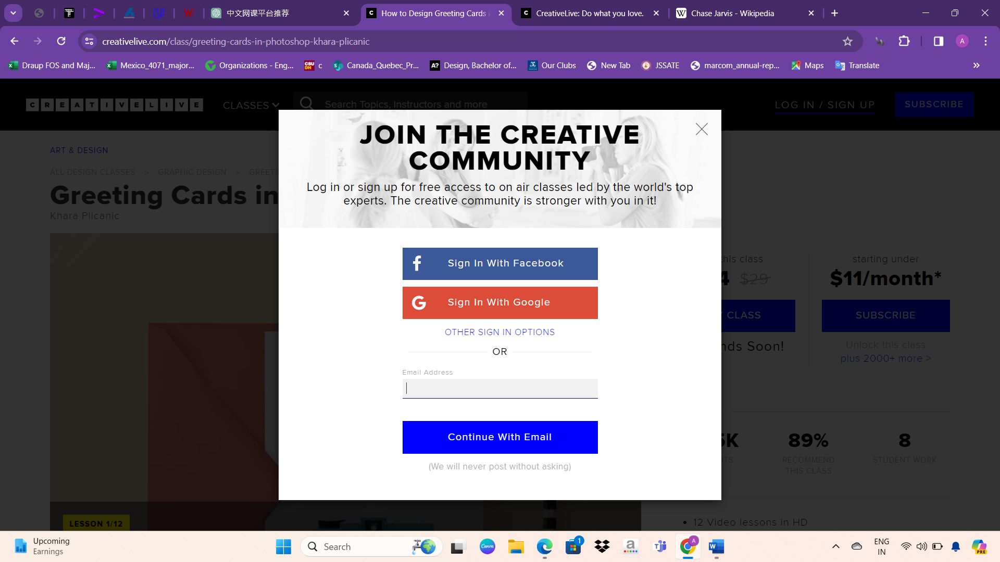 中文网课平台推荐
How to Design Greeting Cards a
CreativeLive: Do what you love.
Chase Jarvis - Wikipedia
creativelive.com/class/greeting-cards-in-photoshop-khara-plicanic
A
Draup FOS and Maj...
Mexico_4071_major...
Organizations - Eng...
c
Canada_Quebec_Pr...
Design, Bachelor of...
Our Clubs
New Tab
JSSATE
marcom_annual-rep...
Maps
Translate
CREATIVELIVE
CLASSES
Search Topics, Instructors and more
LOG IN / SIGN UP
SUBSCRIBE
JOIN THE CREATIVE
COMMUNITY
Log in or sign up for free access to on air classes led by the world's top
experts. The creative community is stronger with you in it!
ART & DESIGN
ALL DESIGN CLASSES > GRAPHIC DESIGN > GREETI
Greeting Cards in
Khara Plicanic
Sign In With Facebook
Sign In With Google
OTHER SIGN IN OPTIONS
OR
Email Address
Continue With Email
(We will never post without asking)
this class
4 $29
CLASS
nds Soon!
starting under
$11/month*
SUBSCRIBE
Unlock this class
plus 2000+ more >
5K
NTS
89%
RECOMMEND
THIS CLASS
8
STUDENT WORK
LESSON 1/12
12 Video lessons in HD
Upcoming
Earnings
Search
Canva
1
A
ENG
IN
PRE